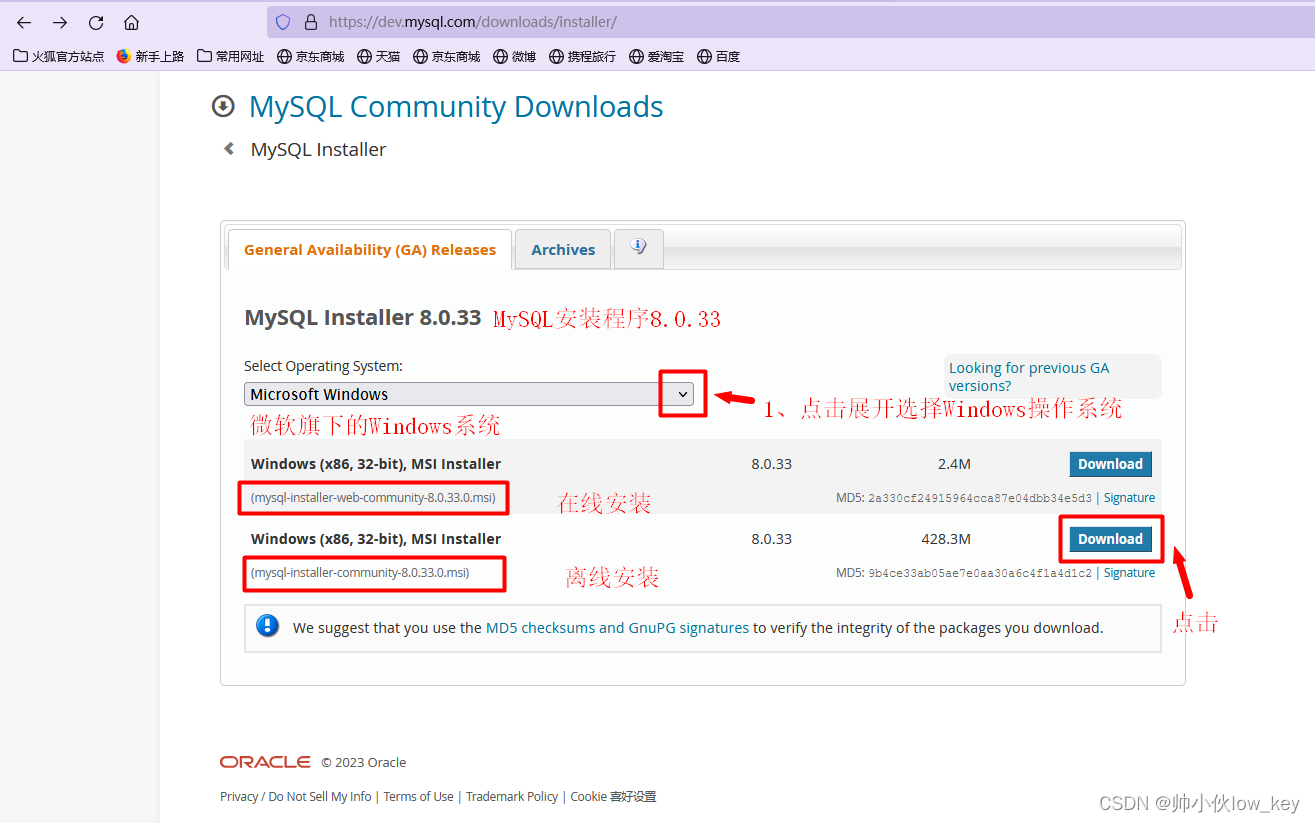 https://dev.mysql.com/downloads/installer/
火狐官方站点 新手上路 常用网址 京东商城 天猫 京东商城 微博 携程旅行 爱淘宝 百度
MySQL Community Downloads
MySQL Installer
General Availability (GA) Releases Archives
MySQL Installer 8.0.33 MySQL安装程序8.0.33
Select Operating System:
Looking for previous GA
versions?
Microsoft Windows
1、点击展开选择Windows操作系统
微软旗下的Windows系统
Windows (x86, 32-bit), MSI Installer 8.0.33 2.4M Download
(mysql-installer-web-community-8.0.33.0.msi) 在线安装 MD5: 2a330cf24915964cca87e04dbb34e5d3 | Signature
Windows (x86, 32-bit), MSI Installer 8.0.33 428.3M Download
(mysql-installer-community-8.0.33.0.msi) 离线安装 MD5: 9b4ce33ab05ae7e0aa30a6c4f1a4d1c2 | Signature
We suggest that you use the MD5 checksums and GnuPG signatures to verify the integrity of the packages you download.
点击
ORACLE © 2023 Oracle
Privacy / Do Not Sell My Info | Terms of Use | Trademark Policy | Cookie 喜好设置
CSDN @帅小伙low_key